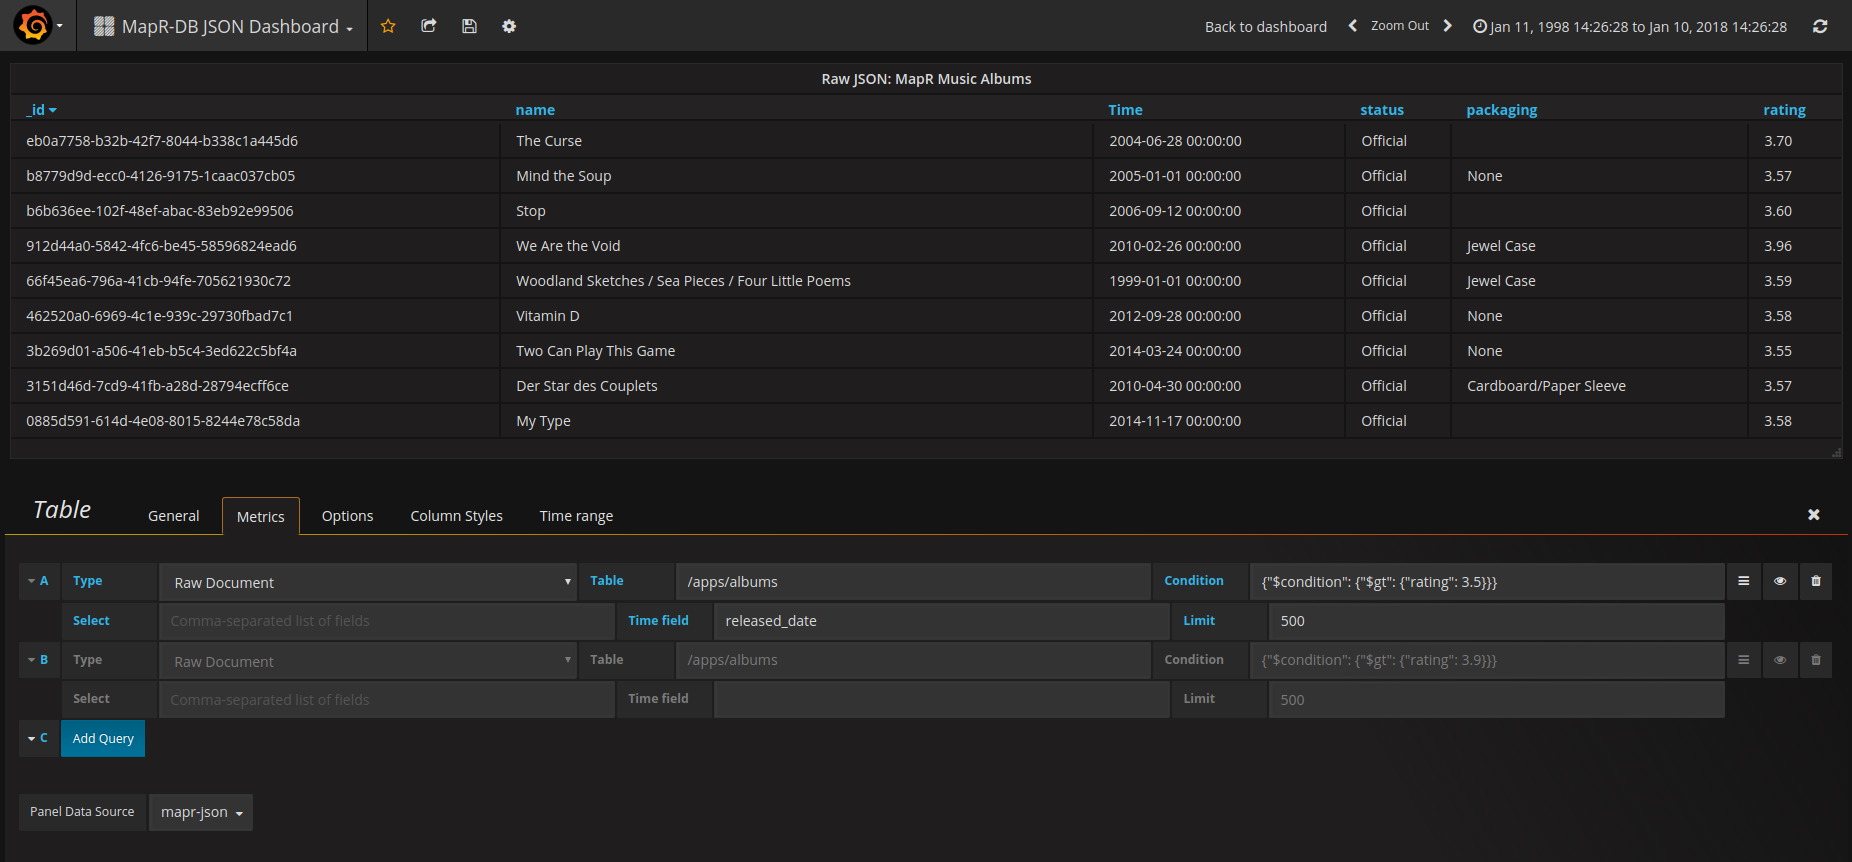 MapR-DB JSON Dashboard Back to dashboard Zoom Out Jan 11, 1998 14:26:28 to Jan 10, 2018 14:26:28
Raw JSON: MapR Music Albums
_id name Time status packaging rating
eb0a7758-b32b-42f7-8044-b338c1a445d6 The Curse 2004-06-28 00:00:00 Official 3.70
b8779d9d-ecc0-4126-9175-1caac037cb05 Mind the Soup 2005-01-01 00:00:00 Official None 3.57
b6b636ee-102f-48ef-abac-83eb92e99506 Stop 2006-09-12 00:00:00 Official 3.60
912d44a0-5842-4fc6-be45-58596824ead6 We Are the Void 2010-02-26 00:00:00 Official Jewel Case 3.96
66f45ea6-796a-41cb-94fe-705621930c72 Woodland Sketches / Sea Pieces / Four Little Poems 1999-01-01 00:00:00 Official Jewel Case 3.59
462520a0-6969-4c1e-939c-29730fbad7c1 Vitamin D 2012-09-28 00:00:00 Official None 3.58
3b269d01-a506-41eb-b5c4-3ed622c5bf4a Two Can Play This Game 2014-03-24 00:00:00 Official None 3.55
3151d46d-7cd9-41fb-a28d-28794ecff6ce Der Star des Couplets 2010-04-30 00:00:00 Official Cardboard/Paper Sleeve 3.57
0885d591-614d-4e08-8015-8244e78c58da My Type 2014-11-17 00:00:00 Official 3.58
Table General Metrics Options Column Styles Time range
A Type Raw Document Table /apps/albums Condition {"$condition": {"$gt": {"rating": 3.5}}}
Select Comma-separated list of fields Time field released_date Limit 500
B Type Raw Document Table /apps/albums Condition {"$condition": {"$gt": {"rating": 3.9}}}
Select Comma-separated list of fields Time field Limit 500
C Add Query
Panel Data Source mapr-json